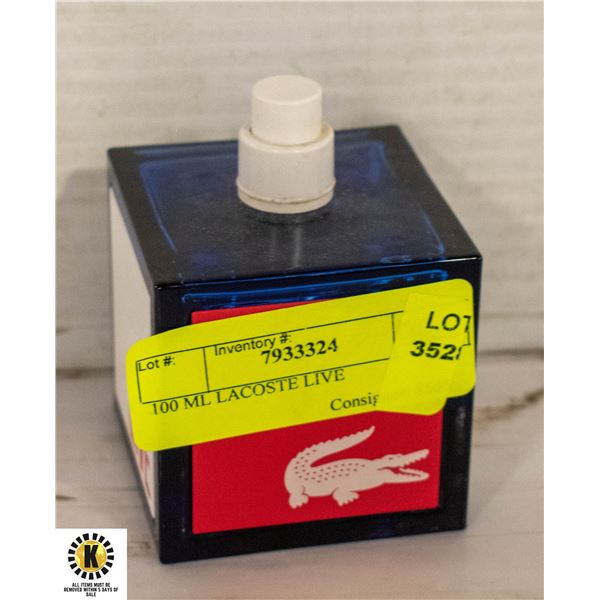 Lot #:
Inventory #:
7933324
LOT
352
100 ML LACOSTE LIVE
Consig
K
ALL ITEMS MUST BE
REMOVED WITHIN 5 DAYS OF
SALE